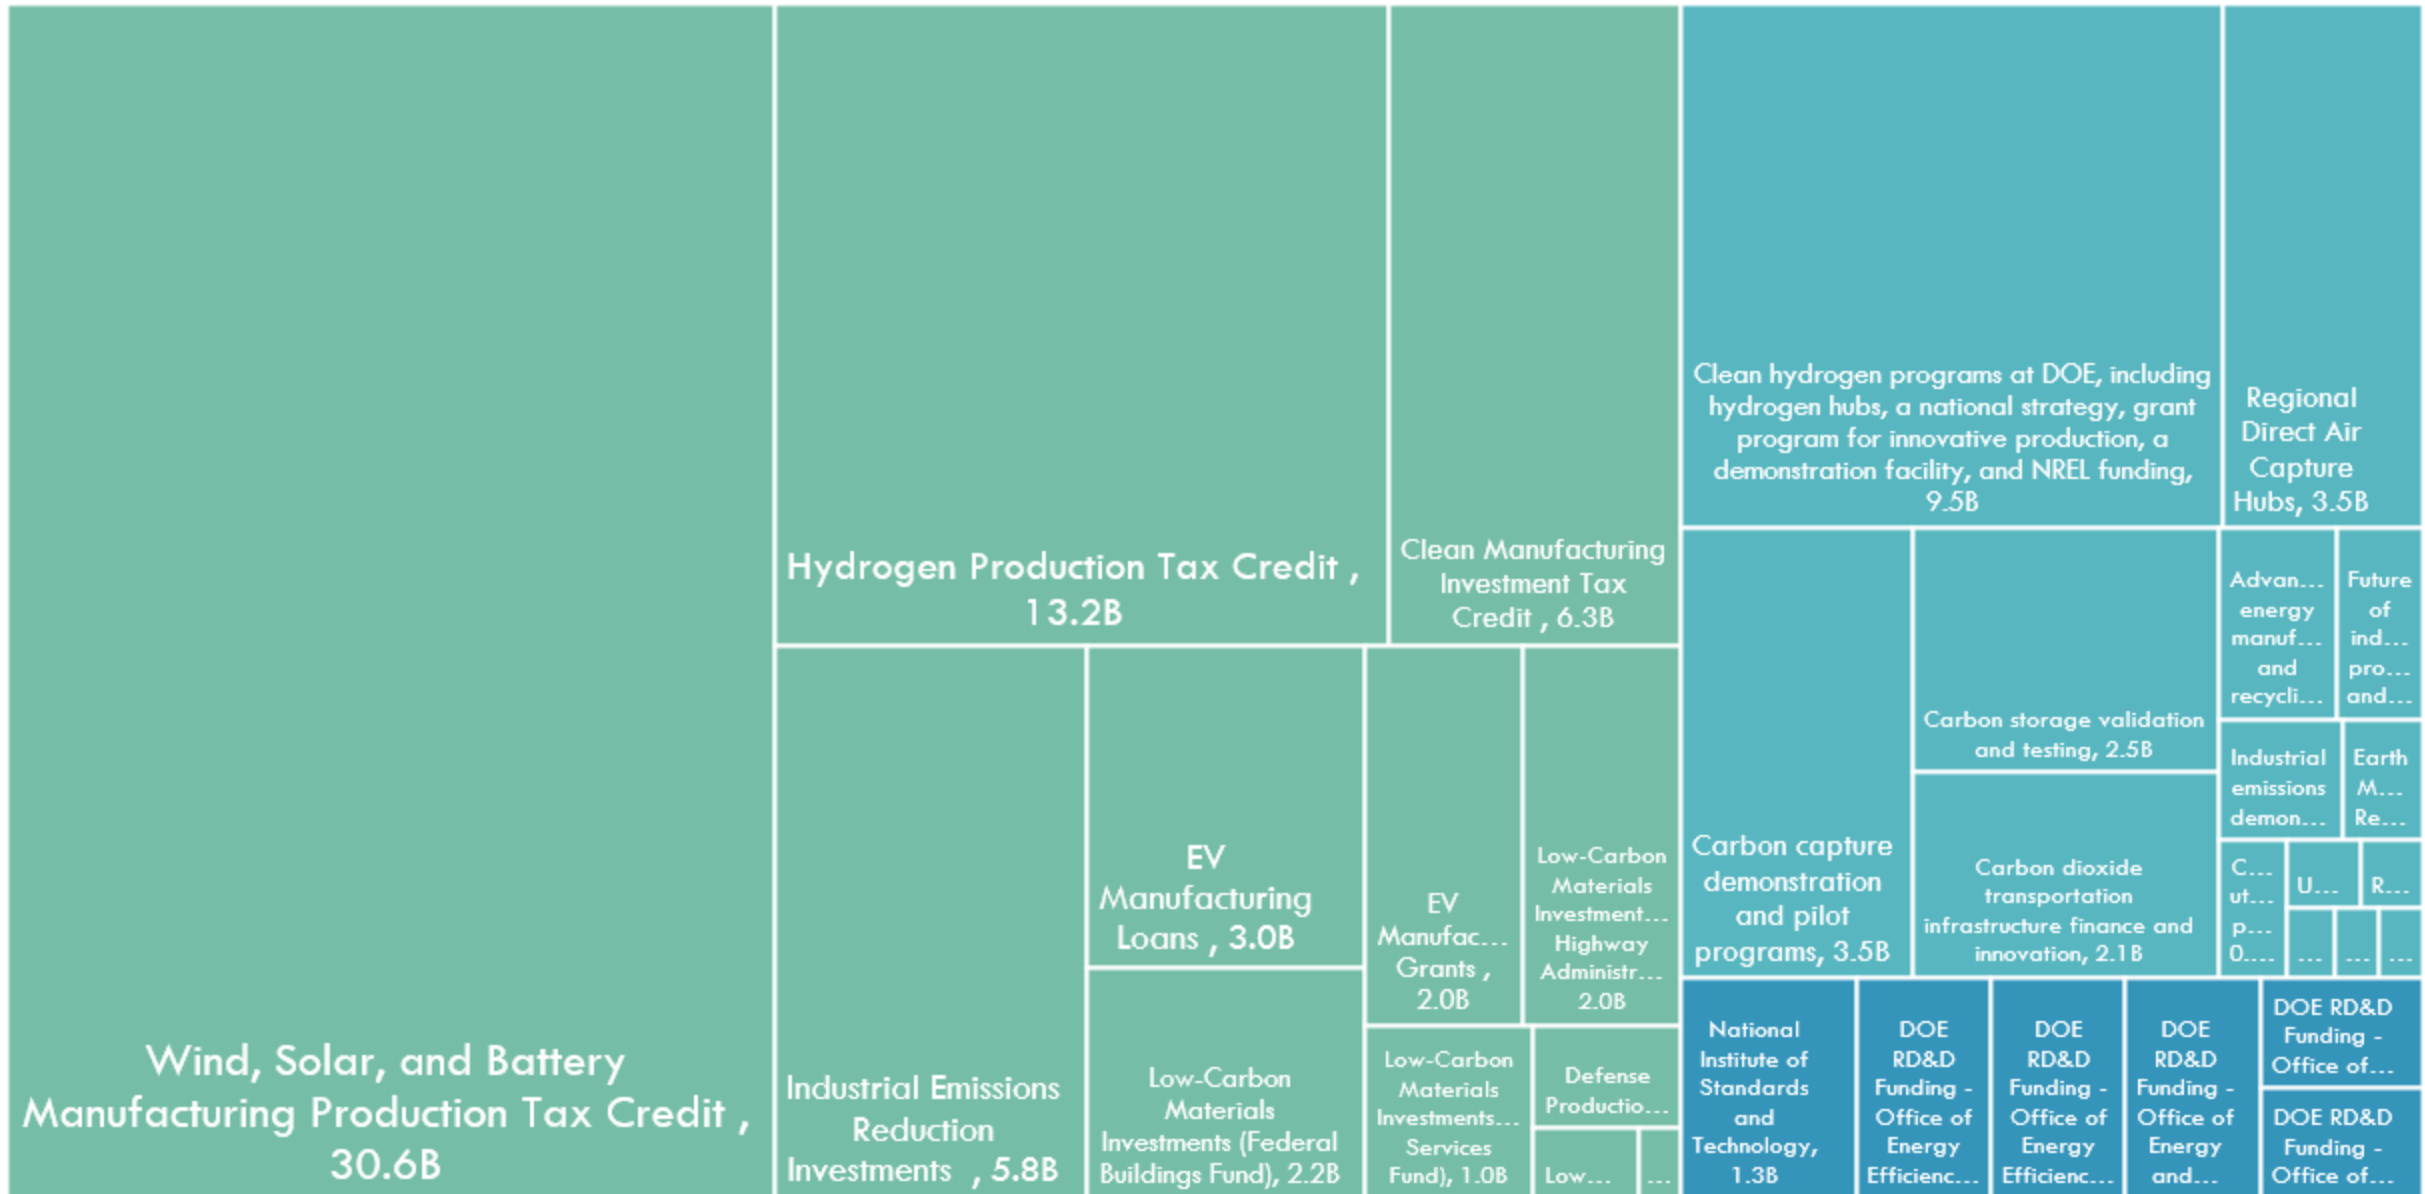 Wind, Solar, and Battery
Manufacturing Production Tax Credit ,
30.6B
Hydrogen Production Tax Credit ,
13.2B
Clean Manufacturing
Investment Tax
Credit , 6.3B
Industrial Emissions
Reduction
Investments , 5.8B
EV
Manufacturing
Loans , 3.0B
Low-Carbon
Materials
Investments (Federal
Buildings Fund), 2.2B
EV
Manufac...
Grants ,
2.0B
Low-Carbon
Materials
Investment...
Highway
Administr...
2.0B
Low-Carbon
Materials
Investments...
Services
Fund), 1.0B
Defense
Productio...
Low...
...
Clean hydrogen programs at DOE, including
hydrogen hubs, a national strategy, grant
program for innovative production, a
demonstration facility, and NREL funding,
9.5B
Regional
Direct Air
Capture
Hubs, 3.5B
Carbon capture
demonstration
and pilot
programs, 3.5B
Carbon storage validation
and testing, 2.5B
Carbon dioxide
transportation
infrastructure finance and
innovation, 2.1B
Advan...
energy
manuf...
and
recycli...
Future
of
ind...
pro...
and...
Industrial
emissions
demon...
Earth
M...
Re...
C...
ut...
p...
0....
U...
R...
...
...
...
National
Institute of
Standards
and
Technology,
1.3B
DOE
RD&D
Funding -
Office of
Energy
Efficienc...
DOE
RD&D
Funding -
Office of
Energy
Efficienc...
DOE
RD&D
Funding -
Office of
Energy
and...
DOE RD&D
Funding -
Office of...
DOE RD&D
Funding -
Office of...